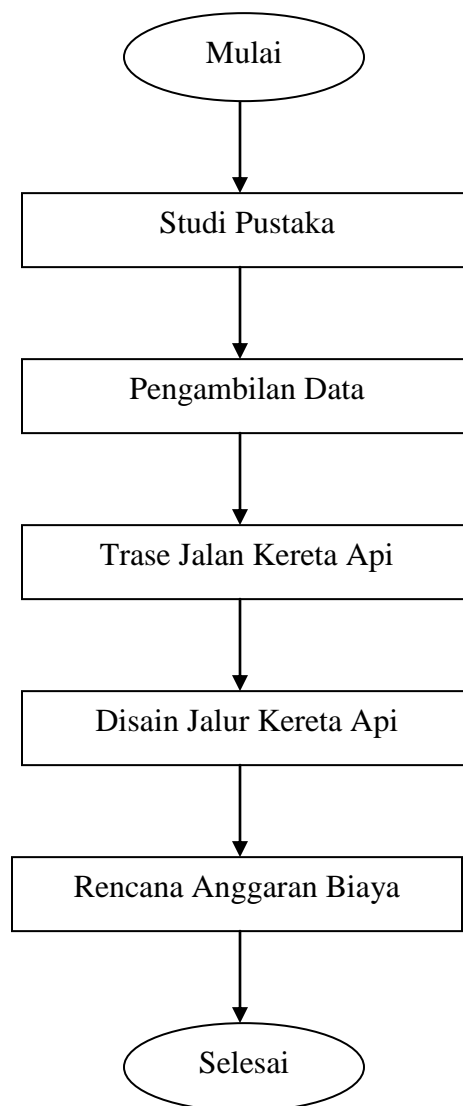 Mulai
Studi Pustaka
Pengambilan Data
Trase Jalan Kereta Api
Disain Jalur Kereta Api
Rencana Anggaran Biaya
Selesai